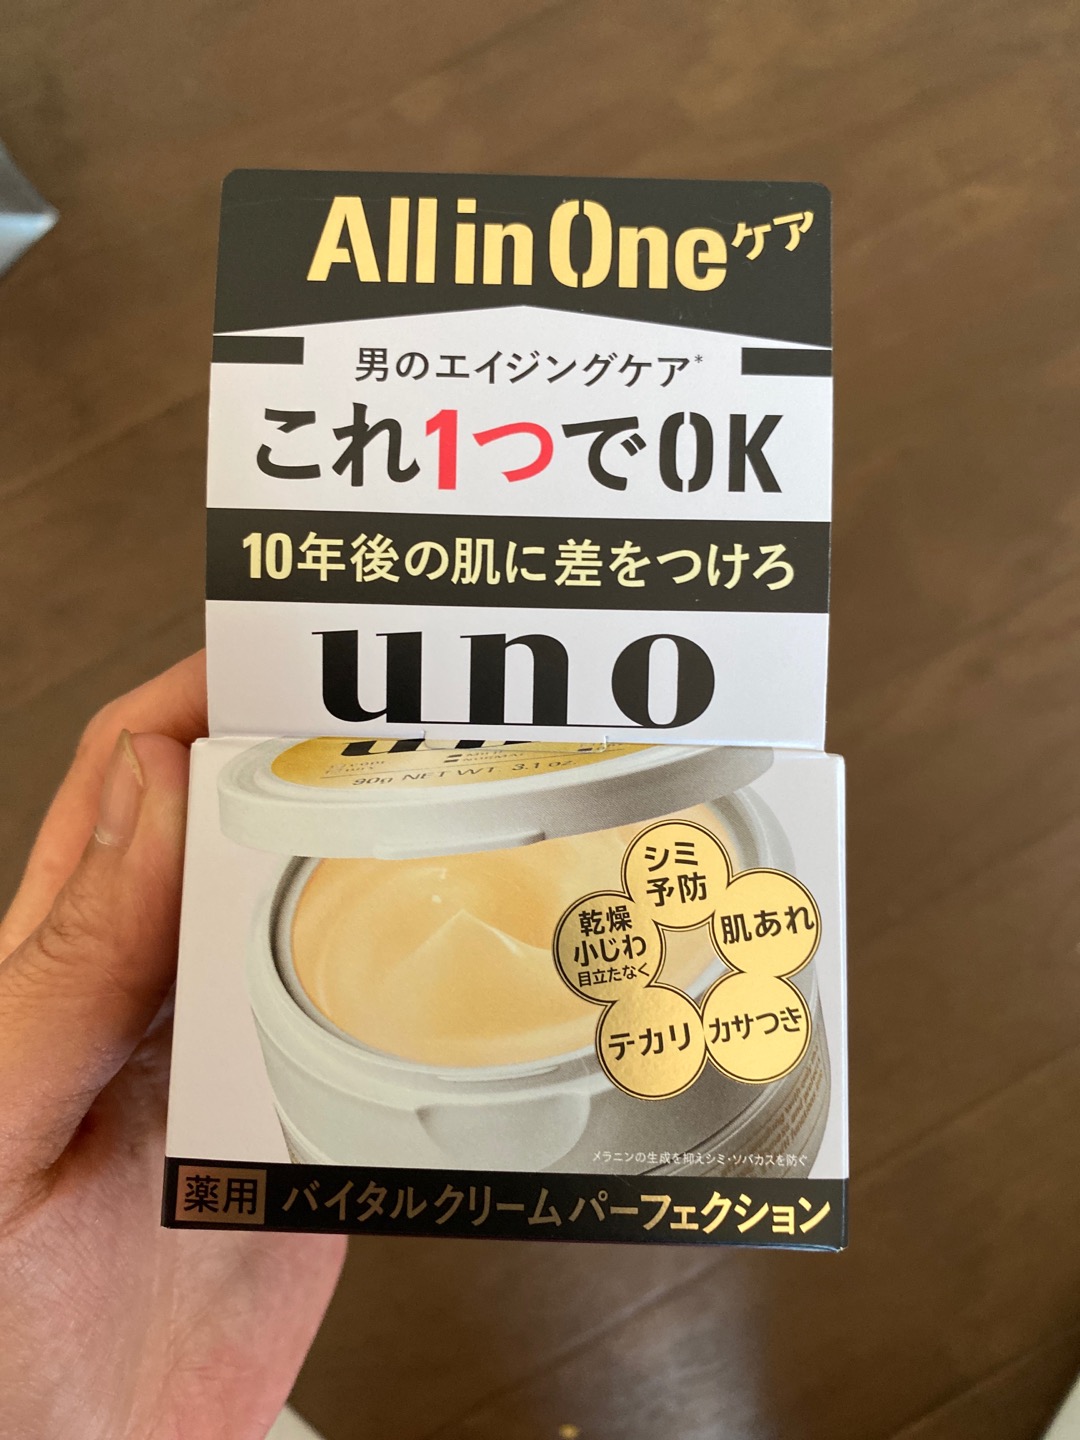 All in Oneケア
男のエイジングケア*
これ1つでOK
10年後の肌に差をつけろ
uno
90g NET WT. 3.1 oz.
シミ
予防
乾燥
小じわ
目立たなく
肌あれ
テカリ
カサつき
メラニンの生成を抑えシミ・ソバカスを防ぐ
薬用 バイタルクリームパーフェクション